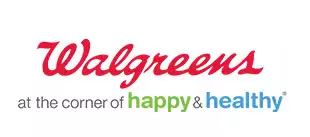 Walgreens
at the corner of happy & healthy®